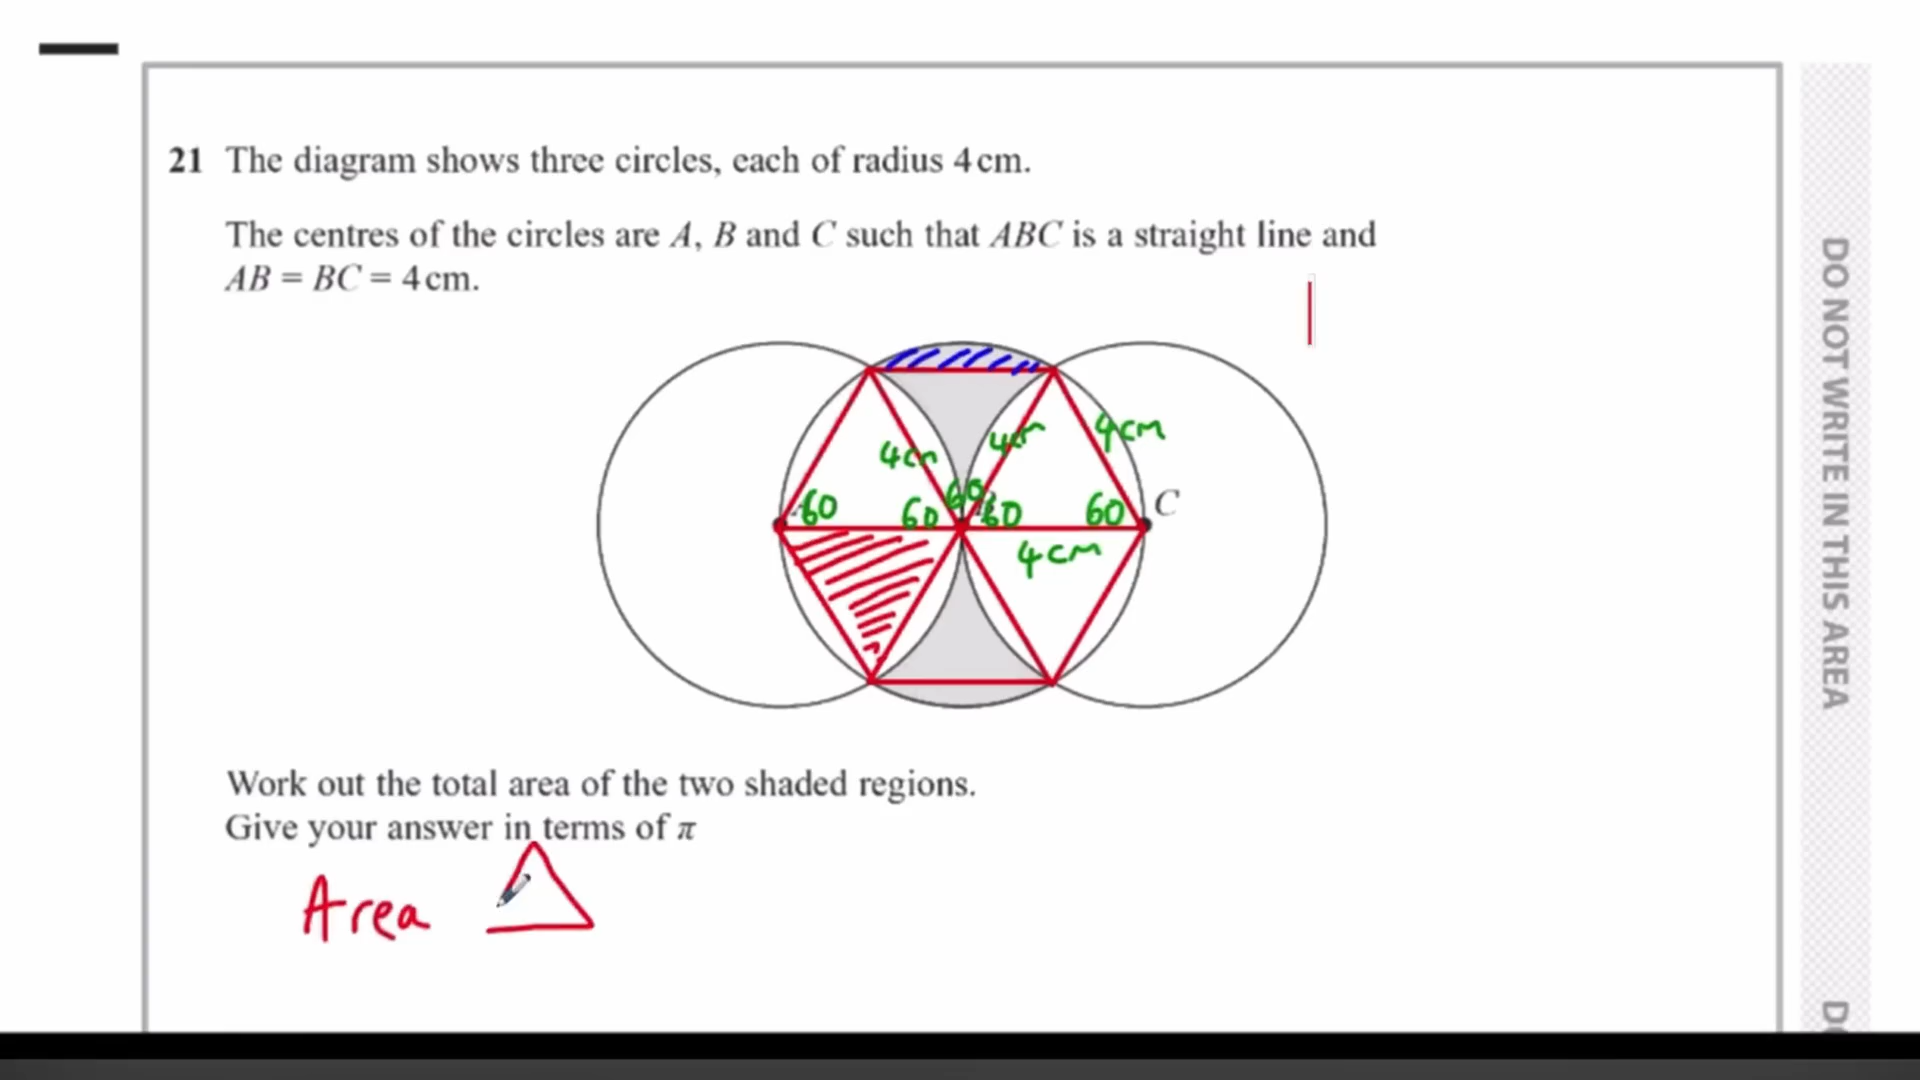 21 The diagram shows three circles, each of radius 4 cm.
The centres of the circles are A, B and C such that ABC is a straight line and
AB = BC = 4 cm.
4cm
4cm
4cm
60
60
60
60
60
C
4cm
Work out the total area of the two shaded regions.
Give your answer in terms of π
Area
DO NOT WRITE IN THIS AREA